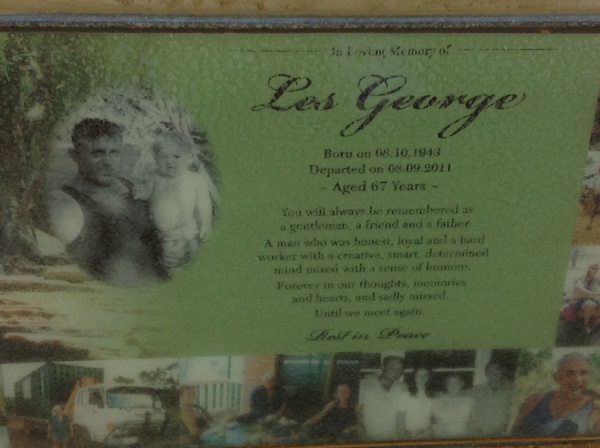 In Loving Memory of
Les George
Born on 08.10.1943
Departed on 08.09.2011
~ Aged 67 Years ~
You will always be remembered as
a gentleman, a friend and a father.
A man who was honest, loyal and a hard
worker with a creative, smart, determined
mind mixed with a sense of humour.
Forever in our thoughts, memories
and hearts, and sadly missed.
Until we meet again.
Rest in Peace